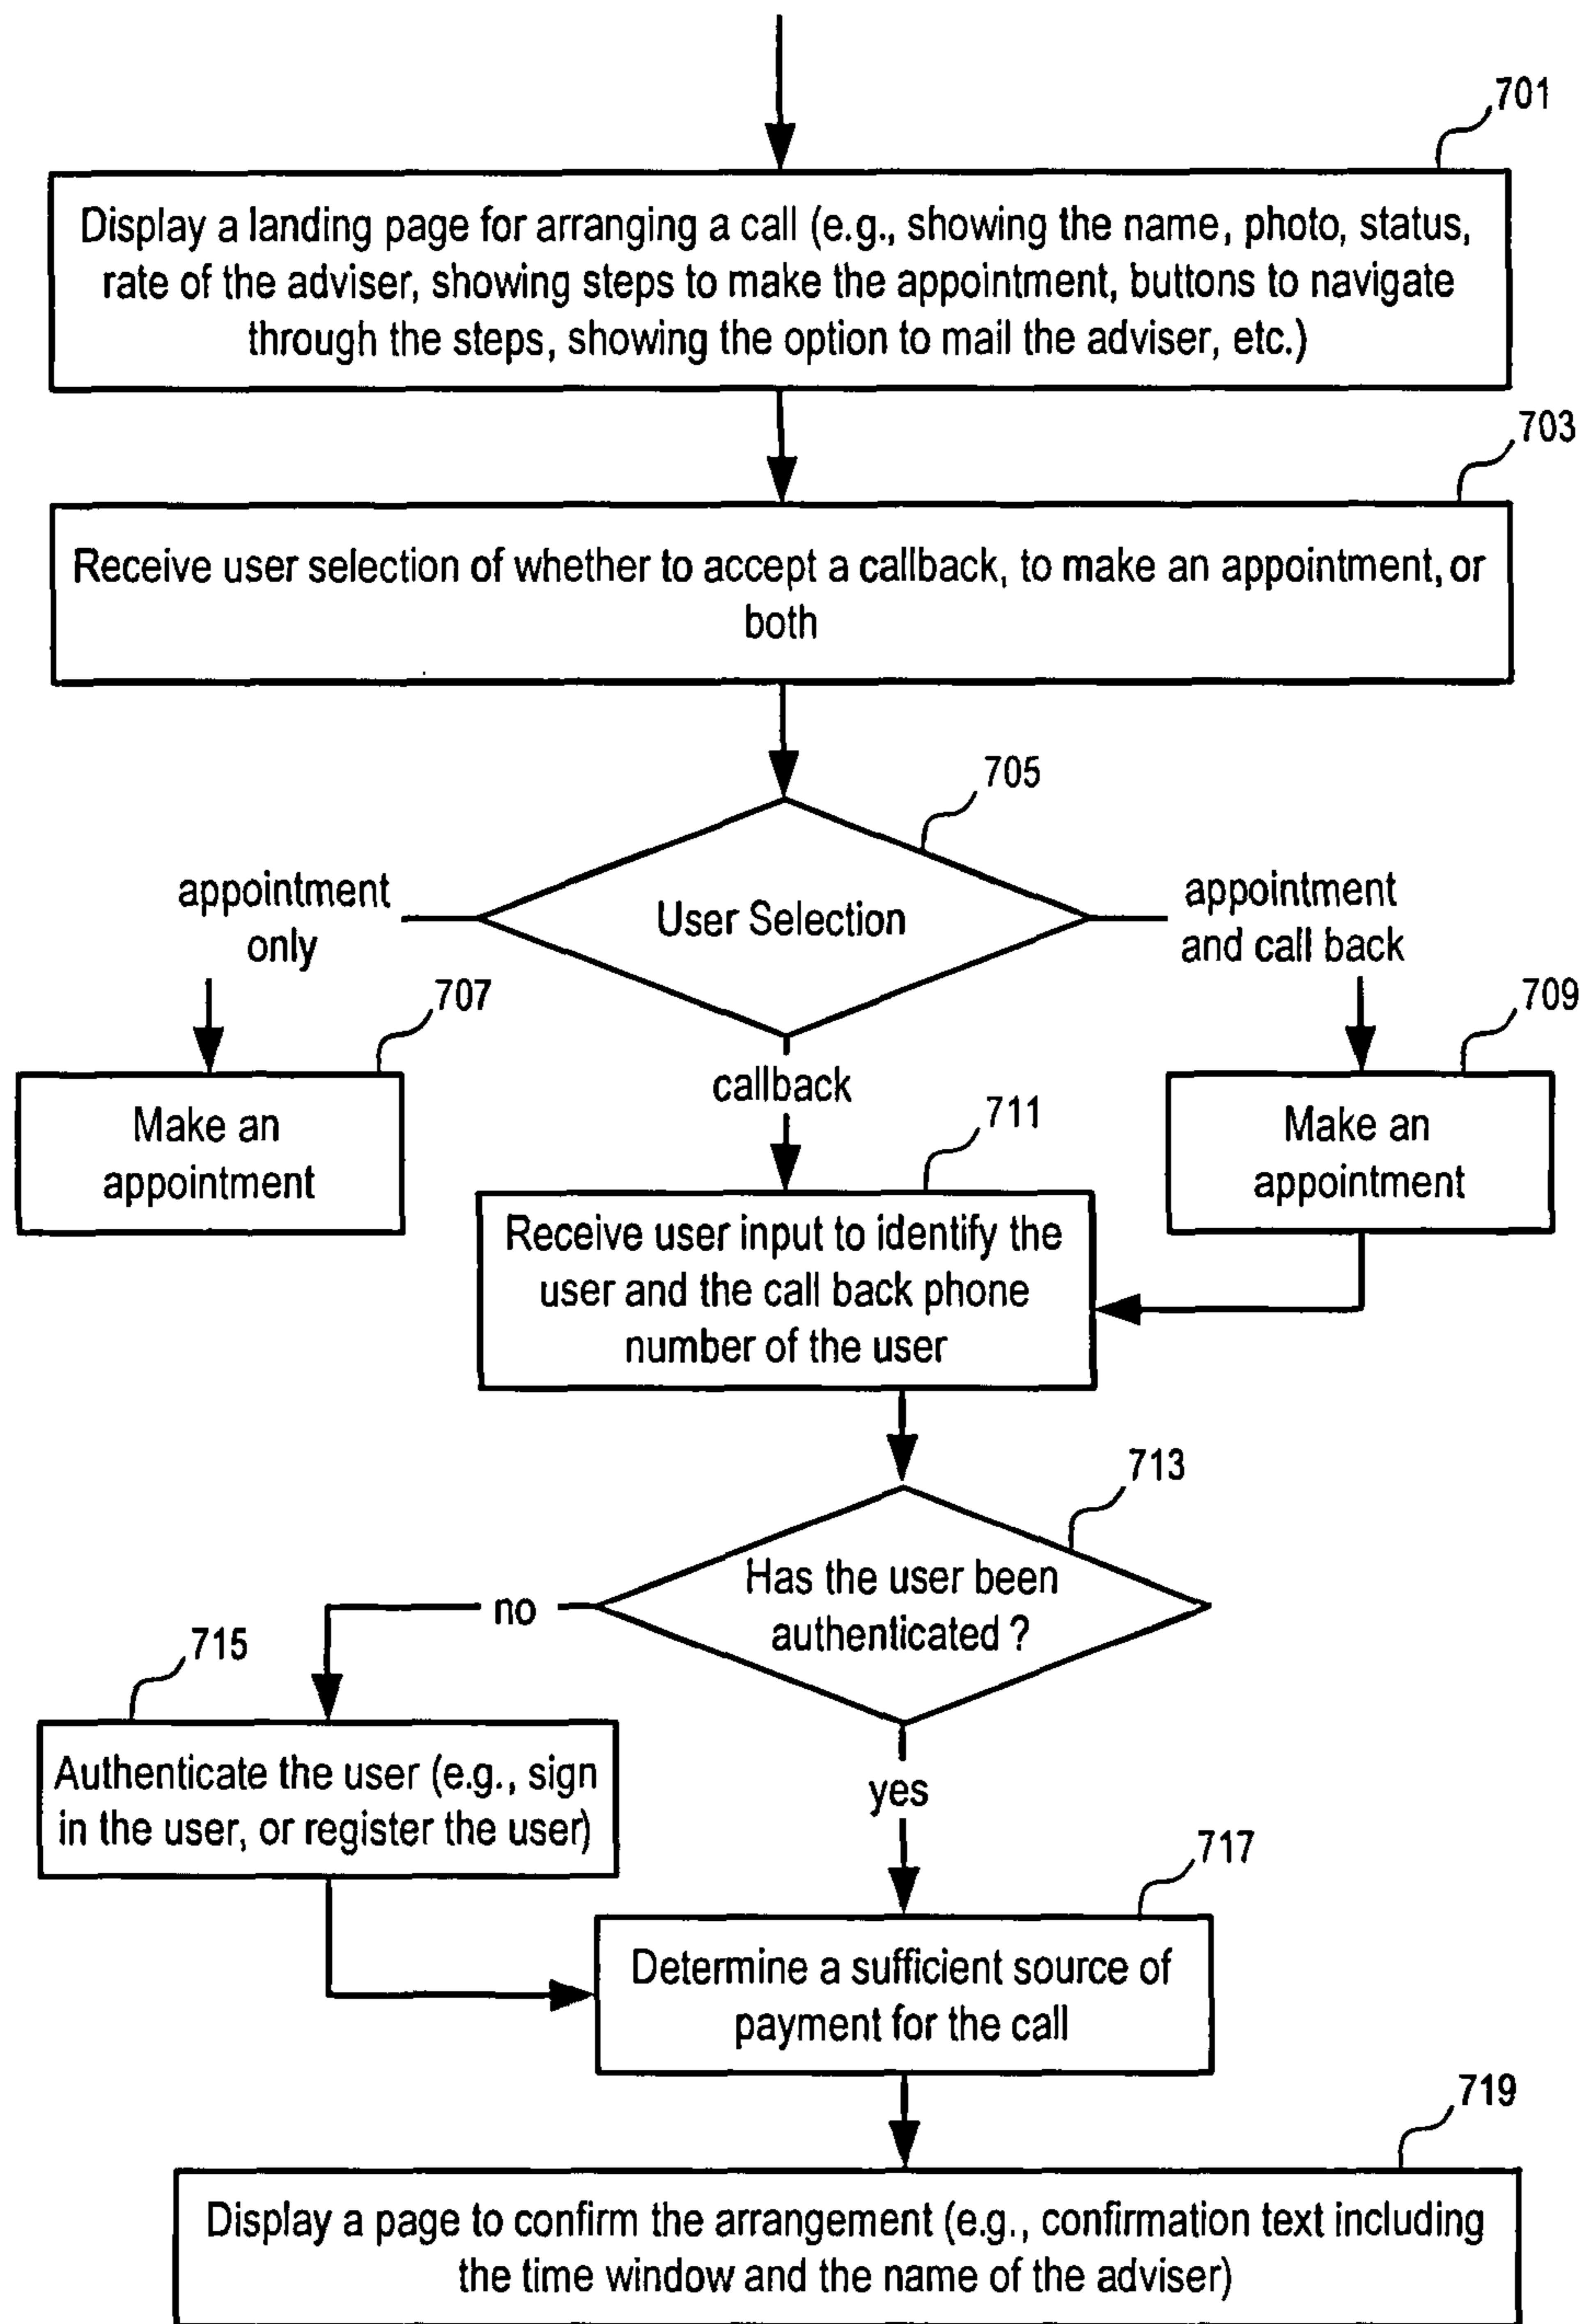 701
Display a landing page for arranging a call (e.g., showing the name, photo, status,
rate of the adviser, showing steps to make the appointment, buttons to navigate
through the steps, showing the option to mail the adviser, etc.)
703
Receive user selection of whether to accept a callback, to make an appointment, or
both
705
User Selection
appointment
only
appointment
and call back
707
Make an
appointment
callback
709
Make an
appointment
711
Receive user input to identify the
user and the call back phone
number of the user
713
Has the user been
authenticated ?
no
715
Authenticate the user (e.g., sign
in the user, or register the user)
yes
717
Determine a sufficient source of
payment for the call
719
Display a page to confirm the arrangement (e.g., confirmation text including
the time window and the name of the adviser)